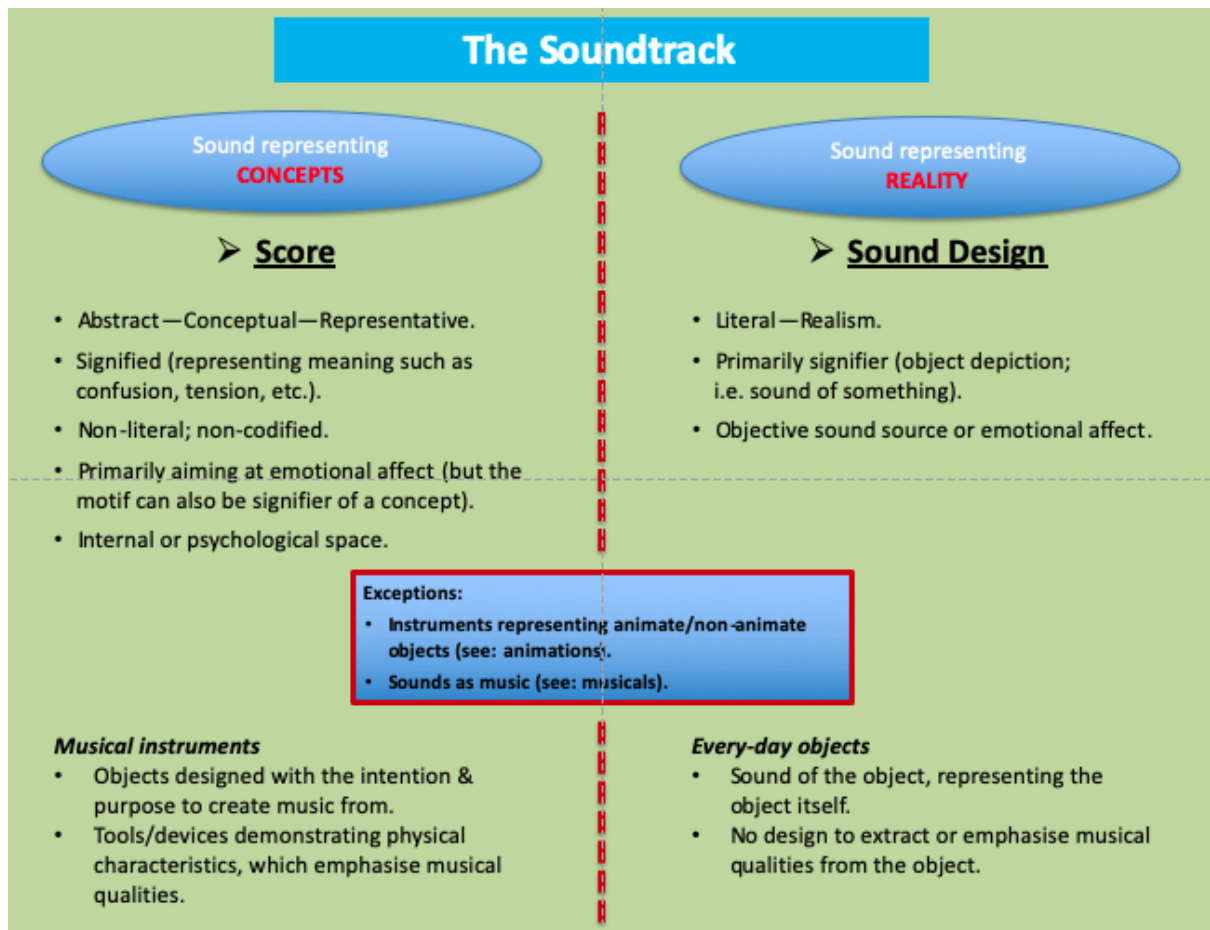 The Soundtrack
Sound representing
CONCEPTS
➢ Score
• Abstract—Conceptual—Representative.
• Signified (representing meaning such as
confusion, tension, etc.).
• Non-literal; non-codified.
• Primarily aiming at emotional affect (but the
motif can also be signifier of a concept).
• Internal or psychological space.
Sound representing
REALITY
➢ Sound Design
• Literal—Realism.
• Primarily signifier (object depiction;
i.e. sound of something).
• Objective sound source or emotional affect.
Exceptions:
• Instruments representing animate/non-animate
objects (see: animations).
• Sounds as music (see: musicals).
Musical instruments
• Objects designed with the intention &
purpose to create music from.
• Tools/devices demonstrating physical
characteristics, which emphasise musical
qualities.
Every-day objects
• Sound of the object, representing the
object itself.
• No design to extract or emphasise musical
qualities from the object.